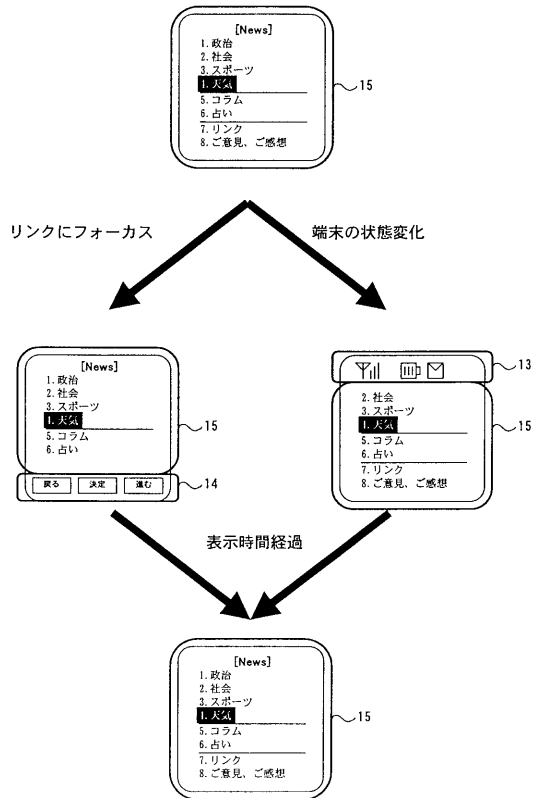 [News]
1.政治
2.社会
3.スポーツ
4.天気
5.コラム
6.占い
7.リンク
8.ご意見、ご感想
15
リンクにフォーカス
端末の状態変化
[News]
1.政治
2.社会
3.スポーツ
4.天気
5.コラム
6.占い
15
戻る 決定 進む
14
13
2.社会
3.スポーツ
4.天気
5.コラム
6.占い
7.リンク
8.ご意見、ご感想
15
表示時間経過
[News]
1.政治
2.社会
3.スポーツ
4.天気
5.コラム
6.占い
7.リンク
8.ご意見、ご感想
15